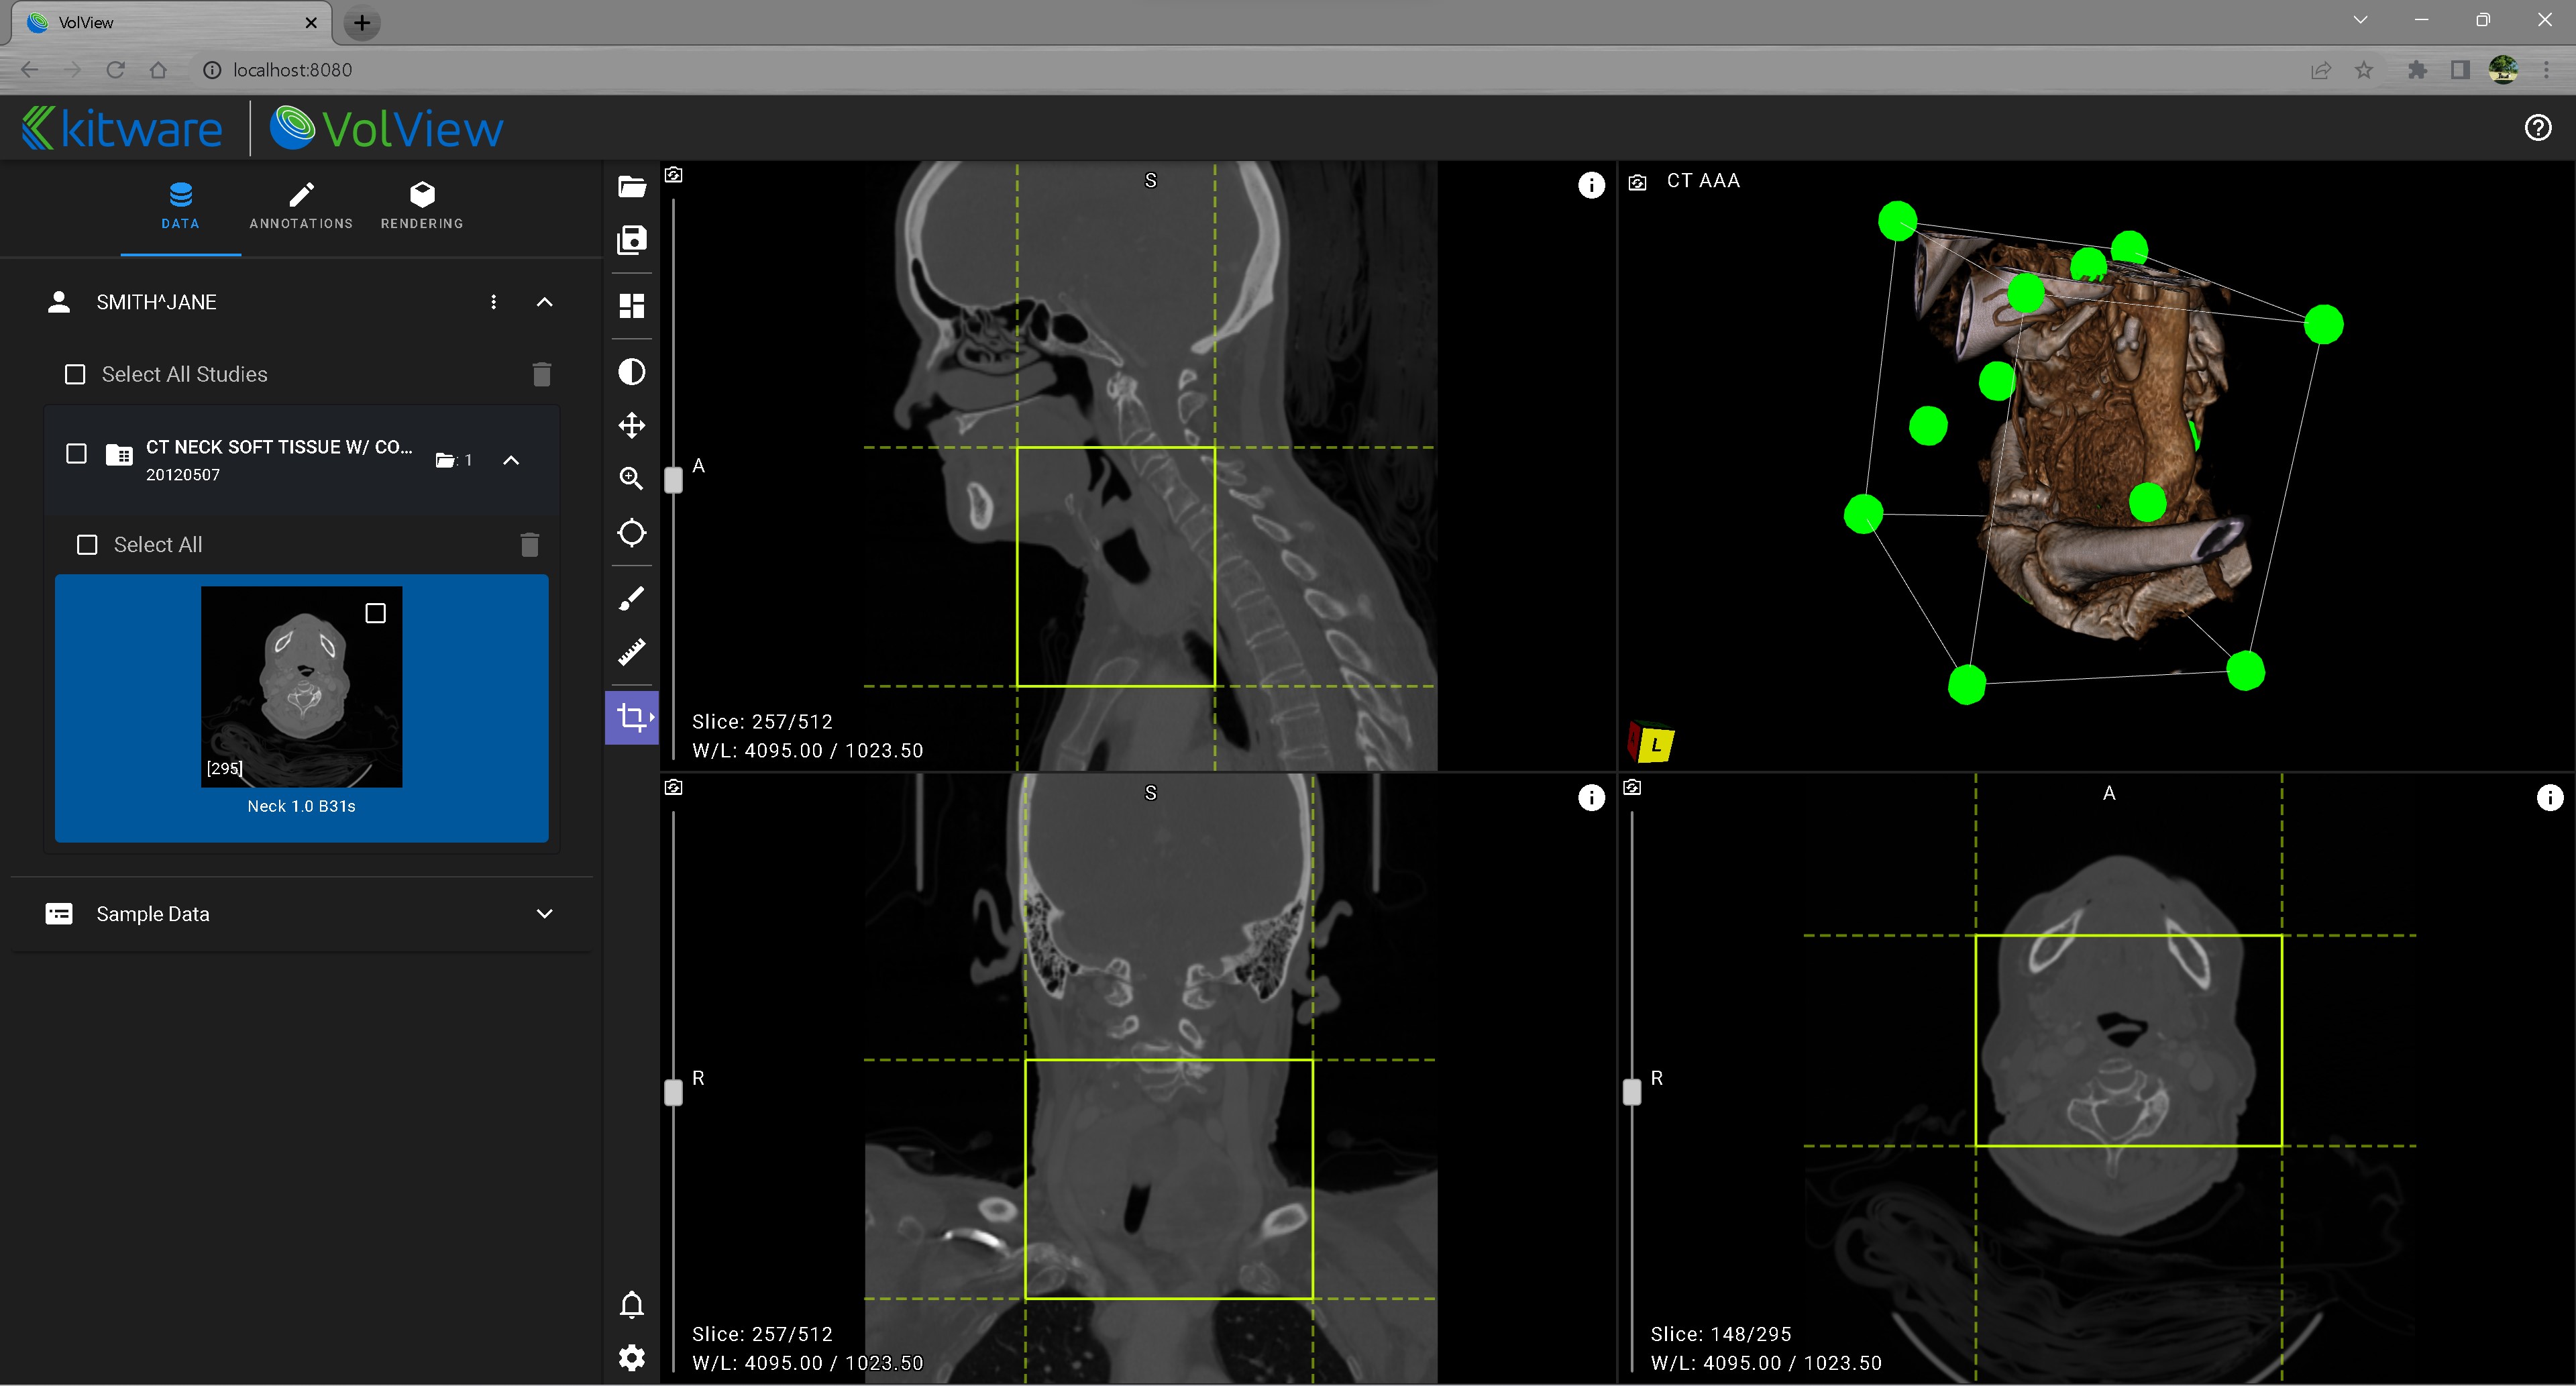 VolView
localhost:8080
kitware VolView
DATA ANNOTATIONS RENDERING
SMITH^JANE
Select All Studies
CT NECK SOFT TISSUE W/ CO... : 1
20120507
Select All
[295]
Neck 1.0 B31s
Sample Data
S
A
Slice: 257/512
W/L: 4095.00 / 1023.50
CT AAA
L
S
R
Slice: 257/512
W/L: 4095.00 / 1023.50
A
R
Slice: 148/295
W/L: 4095.00 / 1023.50